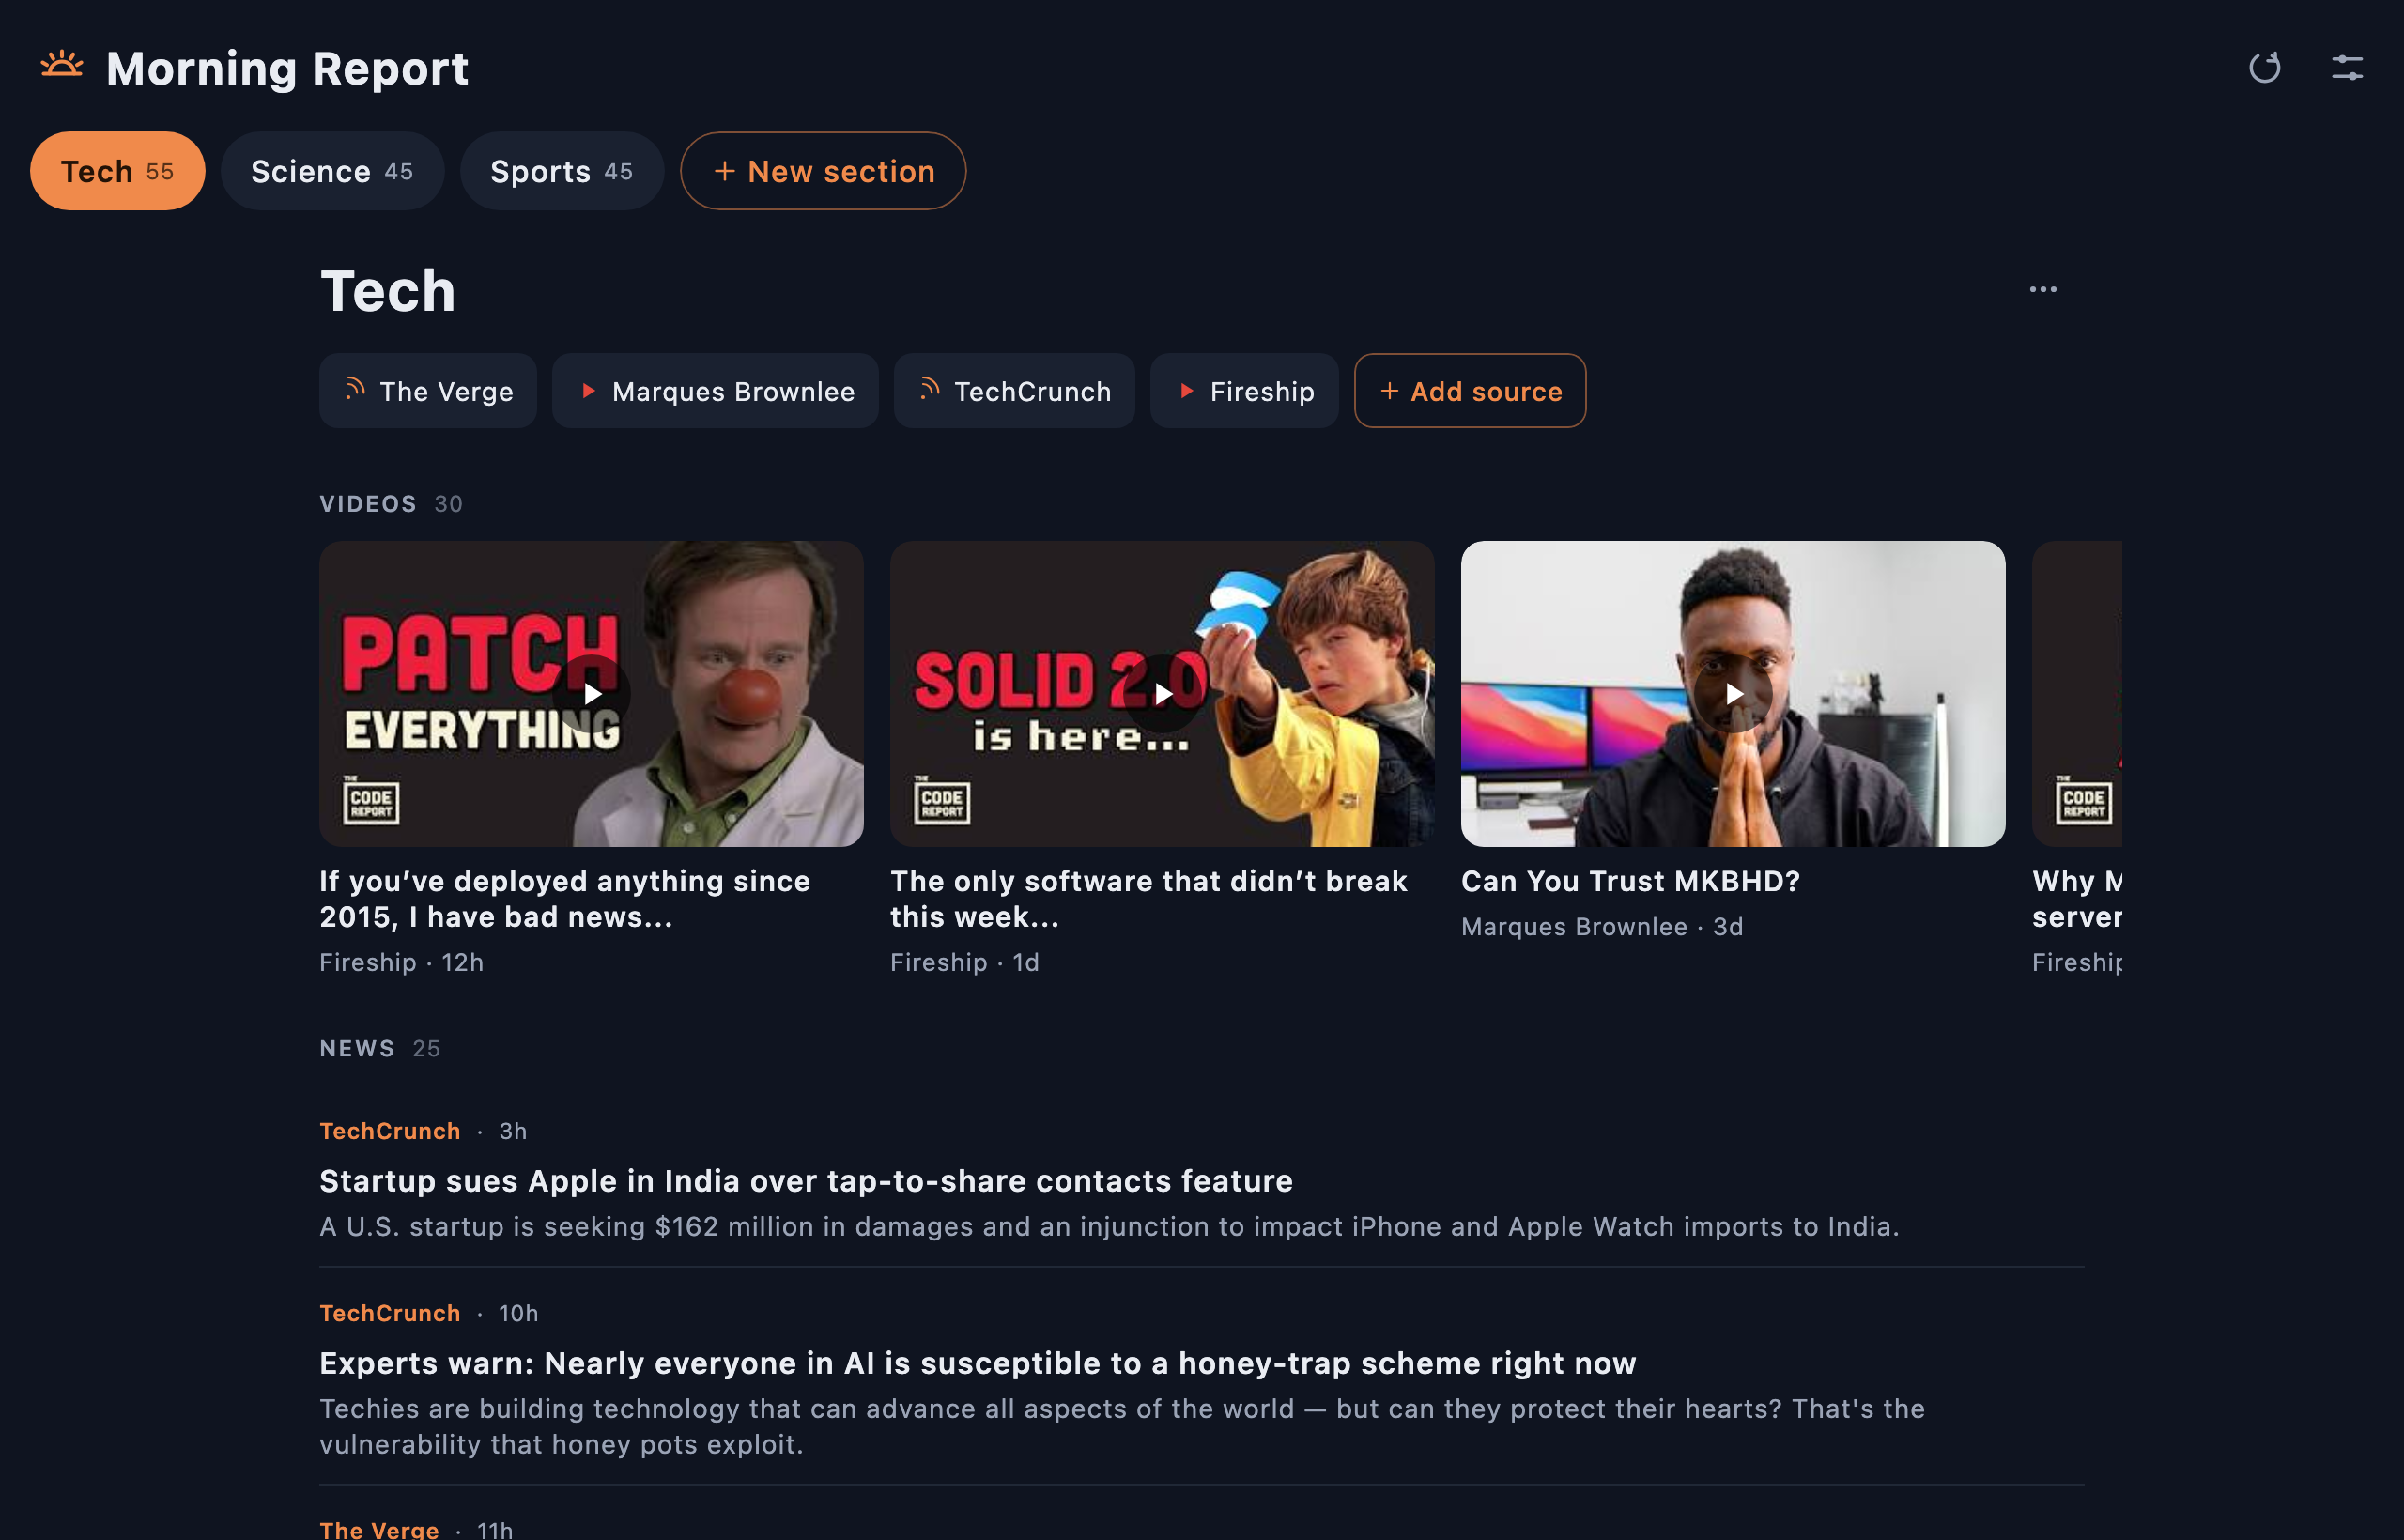 Morning Report
Tech 55
Science 45
Sports 45
+ New section
Tech
The Verge
Marques Brownlee
TechCrunch
Fireship
+ Add source
VIDEOS 30
PATCH
EVERYTHING
THE
CODE
REPORT
SOLID 2.0
is here...
THE
CODE
REPORT
THE
CODE
REPORT
If you’ve deployed anything since
2015, I have bad news...
Fireship · 12h
The only software that didn’t break
this week...
Fireship · 1d
Can You Trust MKBHD?
Marques Brownlee · 3d
Why M
server
Fireship
NEWS 25
TechCrunch · 3h
Startup sues Apple in India over tap-to-share contacts feature
A U.S. startup is seeking $162 million in damages and an injunction to impact iPhone and Apple Watch imports to India.
TechCrunch · 10h
Experts warn: Nearly everyone in AI is susceptible to a honey-trap scheme right now
Techies are building technology that can advance all aspects of the world — but can they protect their hearts? That's the
vulnerability that honey pots exploit.
The Verge · 11h